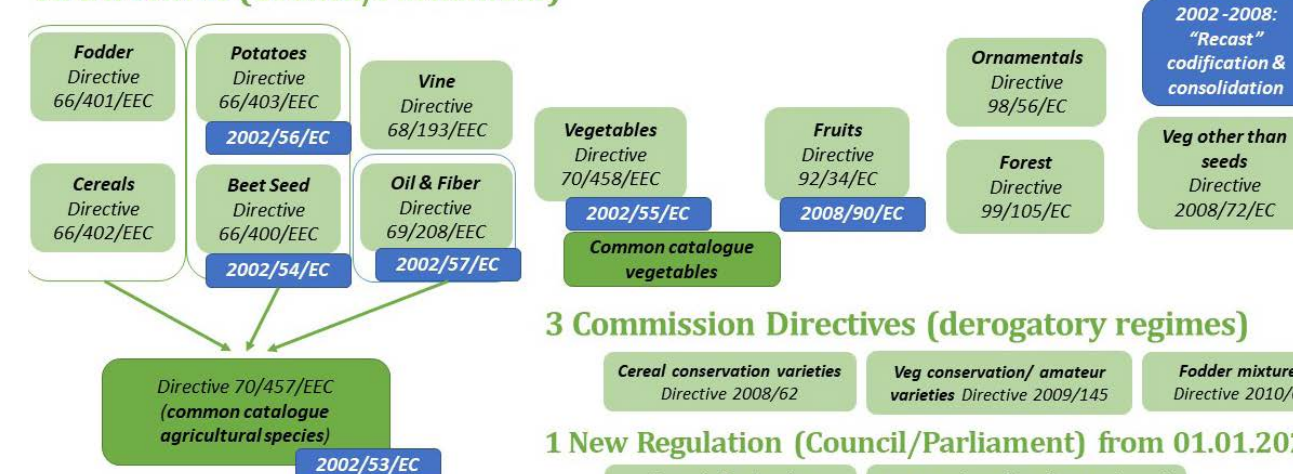 Fodder
Directive
66/401/EEC
Potatoes
Directive
66/403/EEC
2002/56/EC
Vine
Directive
68/193/EEC
Cereals
Directive
66/402/EEC
Beet Seed
Directive
66/400/EEC
2002/54/EC
Oil & Fiber
Directive
69/208/EEC
2002/57/EC
Vegetables
Directive
70/458/EEC
2002/55/EC
Common catalogue
vegetables
Fruits
Directive
92/34/EC
2008/90/EC
Ornamentals
Directive
98/56/EC
Forest
Directive
99/105/EC
2002 -2008:
“Recast”
codification &
consolidation
Veg other than
seeds
Directive
2008/72/EC
Directive 70/457/EEC
(common catalogue
agricultural species)
2002/53/EC
3 Commission Directives (derogatory regimes)
Cereal conservation varieties
Directive 2008/62
Veg conservation/ amateur
varieties Directive 2009/145
Fodder mixture
Directive 2010/
1 New Regulation (Council/Parliament) from 01.01.20